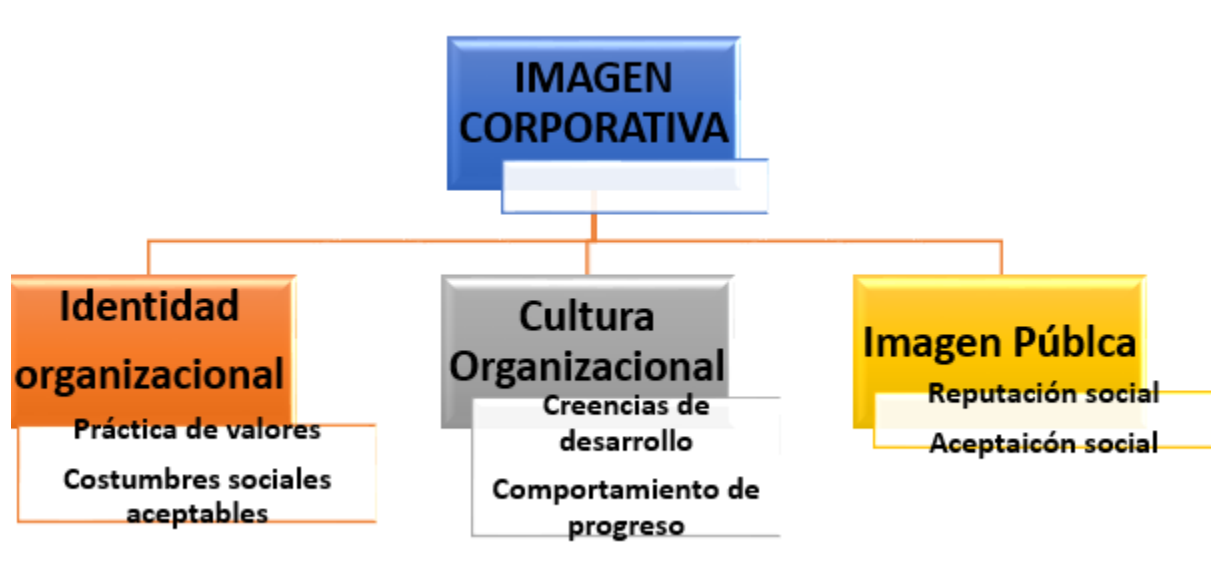 IMAGEN
CORPORATIVA
Identidad
organizacional
Práctica de valores
Costumbres sociales
aceptables
Cultura
Organizacional
Creencias de
desarrollo
Comportamiento de
progreso
Imagen Públca
Reputación social
Aceptaicón social